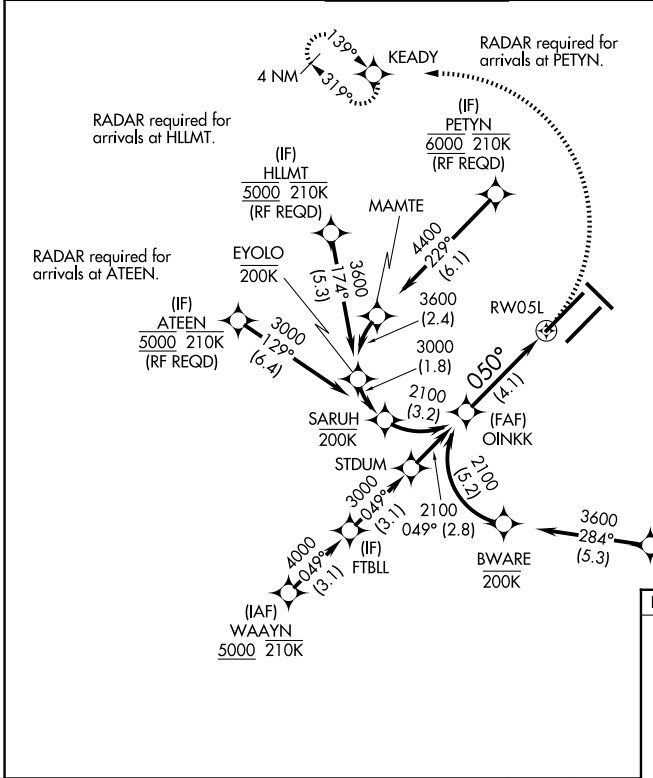 139°
319°
4 NM
KEADY
RADAR required for
arrivals at PETYN.
RADAR required for
arrivals at HLLMT.
(IF)
PETYN
6000 210K
(RF REQD)
(IF)
HLLMT
5000 210K
(RF REQD)
MAMTE
EYOLO
200K
4400
229°
(6.1)
RADAR required for
arrivals at ATEEN.
3600
174°
(5.3)
(IF)
ATEEN
5000 210K
(RF REQD)
3000
129°
(6.4)
3600
(2.4)
RW05L
3000
(1.8)
050°
(4.1)
2100
(3.2)
SARUH
200K
(FAF)
OINKK
STDUM
2100
(5.2)
3000
049°
(3.1)
2100
049° (2.8)
3600
284°
(5.3)
(IF)
FTBLL
BWARE
200K
4000
049°
(3.1)
(IAF)
WAAYN
5000 210K